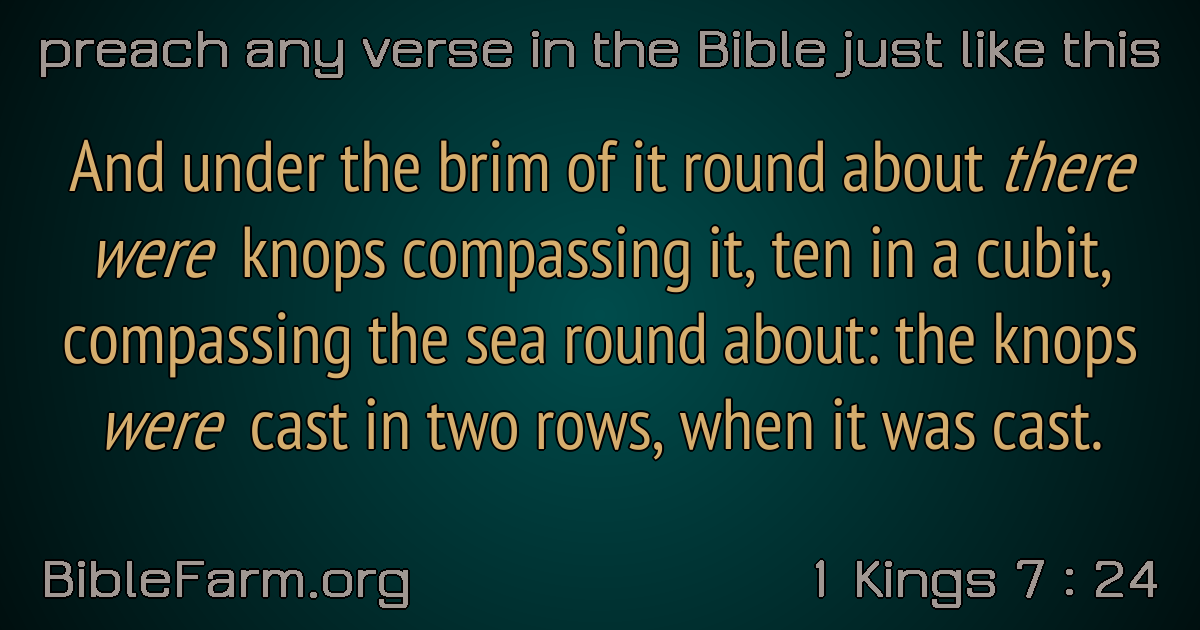 preach any verse in the Bible just like this
And under the brim of it round about there
were knops compassing it, ten in a cubit,
compassing the sea round about: the knops
were cast in two rows, when it was cast.
BibleFarm.org
1 Kings 7 : 24